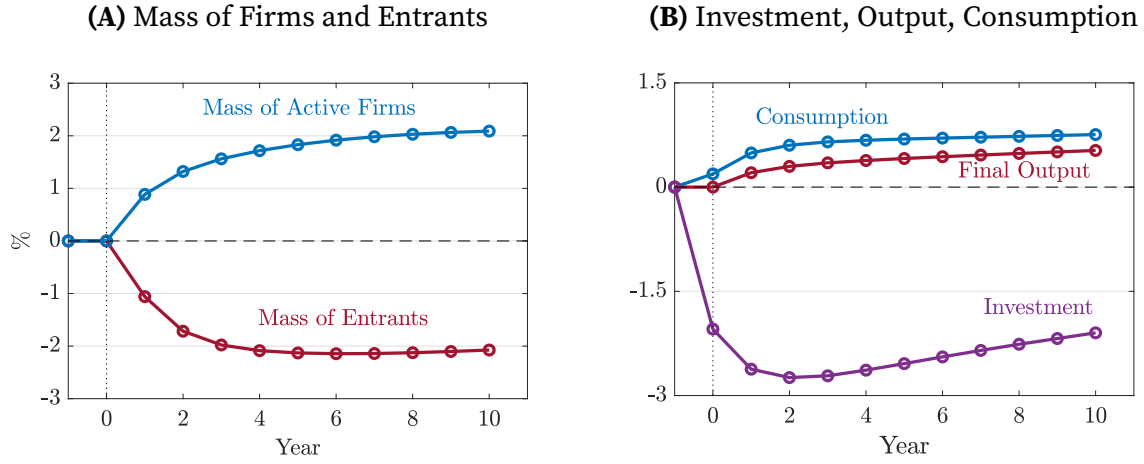 (A) Mass of Firms and Entrants
3
2
1
0
-1
-2
-3
%
Mass of Active Firms
Mass of Entrants
0 2 4 6 8 10
Year
(B) Investment, Output, Consumption
1.5
0
-1.5
-3
Consumption
Final Output
Investment
0 2 4 6 8 10
Year